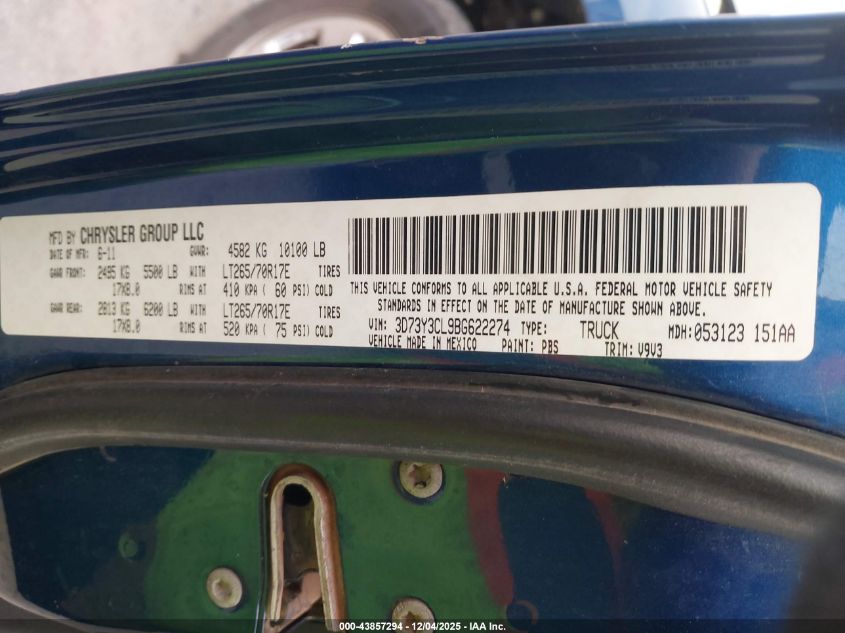 MFD BY CHRYSLER GROUP LLC
DATE OF MFR: 6-11 GVWR: 4582 KG 10100 LB
GAWR FRONT: 2495 KG 5500 LB WITH LT265/70R17E TIRES
17X8.0 RIMS AT 410 KPA ( 60 PSI) COLD
GAWR REAR: 2813 KG 6200 LB WITH LT265/70R17E TIRES
17X8.0 RIMS AT 520 KPA ( 75 PSI) COLD
THIS VEHICLE CONFORMS TO ALL APPLICABLE U.S.A. FEDERAL MOTOR VEHICLE SAFETY
STANDARDS IN EFFECT ON THE DATE OF MANUFACTURE SHOWN ABOVE.
VIN: 3D73Y3CL9BG622274 TYPE: TRUCK MDH: 053123 151AA
VEHICLE MADE IN MEXICO PAINT: PBS TRIM: V9V3
000-43857294 - 12/04/2025 - IAA Inc.